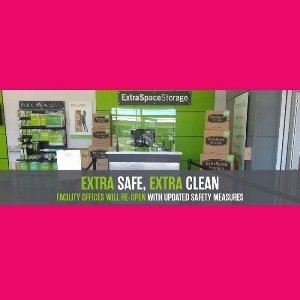 ExtraSpaceStorage
EXTRA SAFE, EXTRA CLEAN
FACILITY OFFICES WILL RE-OPEN WITH UPDATED SAFETY MEASURES